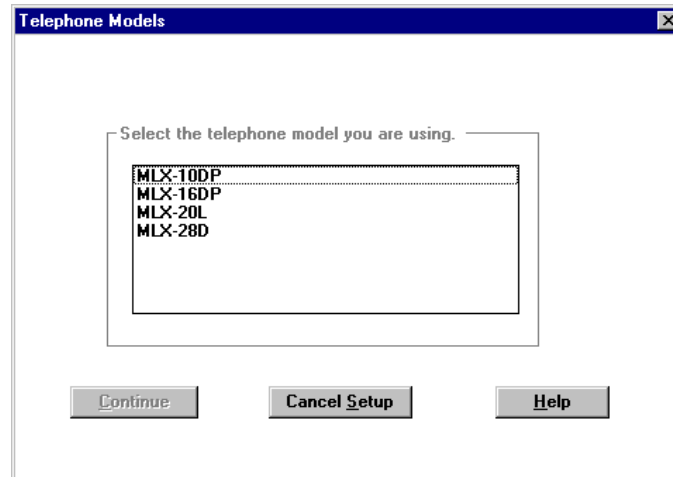 Telephone Models
Select the telephone model you are using.
MLX-10DP
MLX-16DP
MLX-20L
MLX-28D
Continue
Cancel Setup
Help